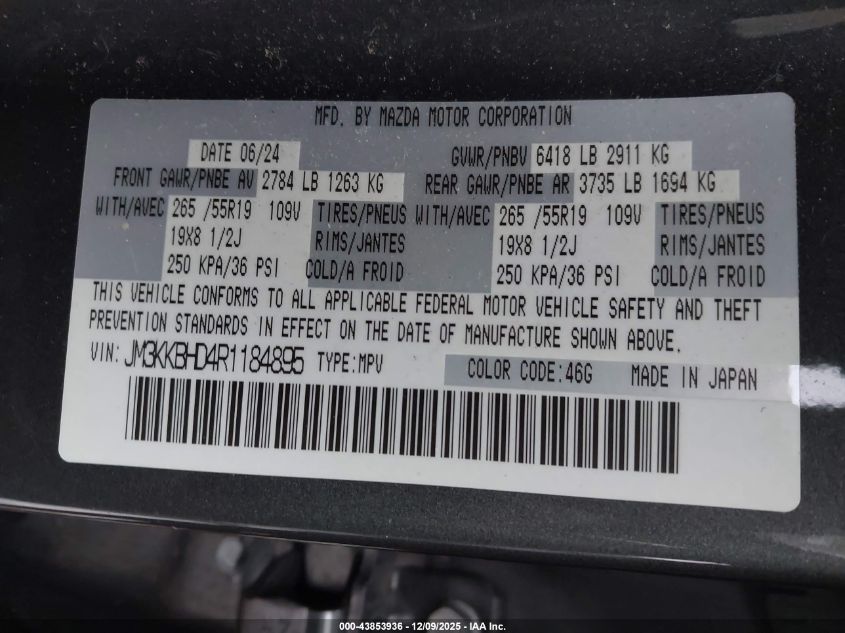 MFD. BY MAZDA MOTOR CORPORATION
DATE 06/24 GVWR/PNBV 6418 LB 2911 KG
FRONT GAWR/PNBE AV 2784 LB 1263 KG REAR GAWR/PNBE AR 3735 LB 1694 KG
WITH/AVEC 265 /55R19 109V TIRES/PNEUS WITH/AVEC 265 /55R19 109V TIRES/PNEUS
19X8 1/2J RIMS/JANTES 19X8 1/2J RIMS/JANTES
250 KPA/36 PSI COLD/A FROID 250 KPA/36 PSI COLD/A FROID
THIS VEHICLE CONFORMS TO ALL APPLICABLE FEDERAL MOTOR VEHICLE SAFETY AND THEFT
PREVENTION STANDARDS IN EFFECT ON THE DATE OF MANUFACTURE SHOWN ABOVE.
VIN: JM3KKBHD4R1184895 TYPE:MPV COLOR CODE:46G MADE IN JAPAN
000-43853936 - 12/09/2025 - IAA Inc.